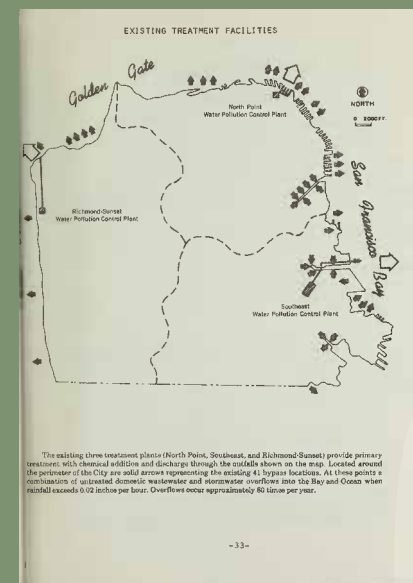 EXISTING TREATMENT FACILITIES
Golden Gate
NORTH
0 2000FT.
North Point
Water Pollution Control Plant
San Francisco Bay
Richmond-Sunset
Water Pollution Control Plant
Southeast
Water Pollution Control Plant
The existing three treatment plants (North Point, Southeast, and Richmond-Sunset) provide primary
treatment with chemical addition and discharge through the outfalls shown on the map. Located around
the perimeter of the City are solid arrows representing the existing 41 bypass locations. At these points a
combination of untreated domestic wastewater and stormwater overflows into the Bay and Ocean when
rainfall exceeds 0.02 inches per hour. Overflows occur approximately 80 times per year.
-33-